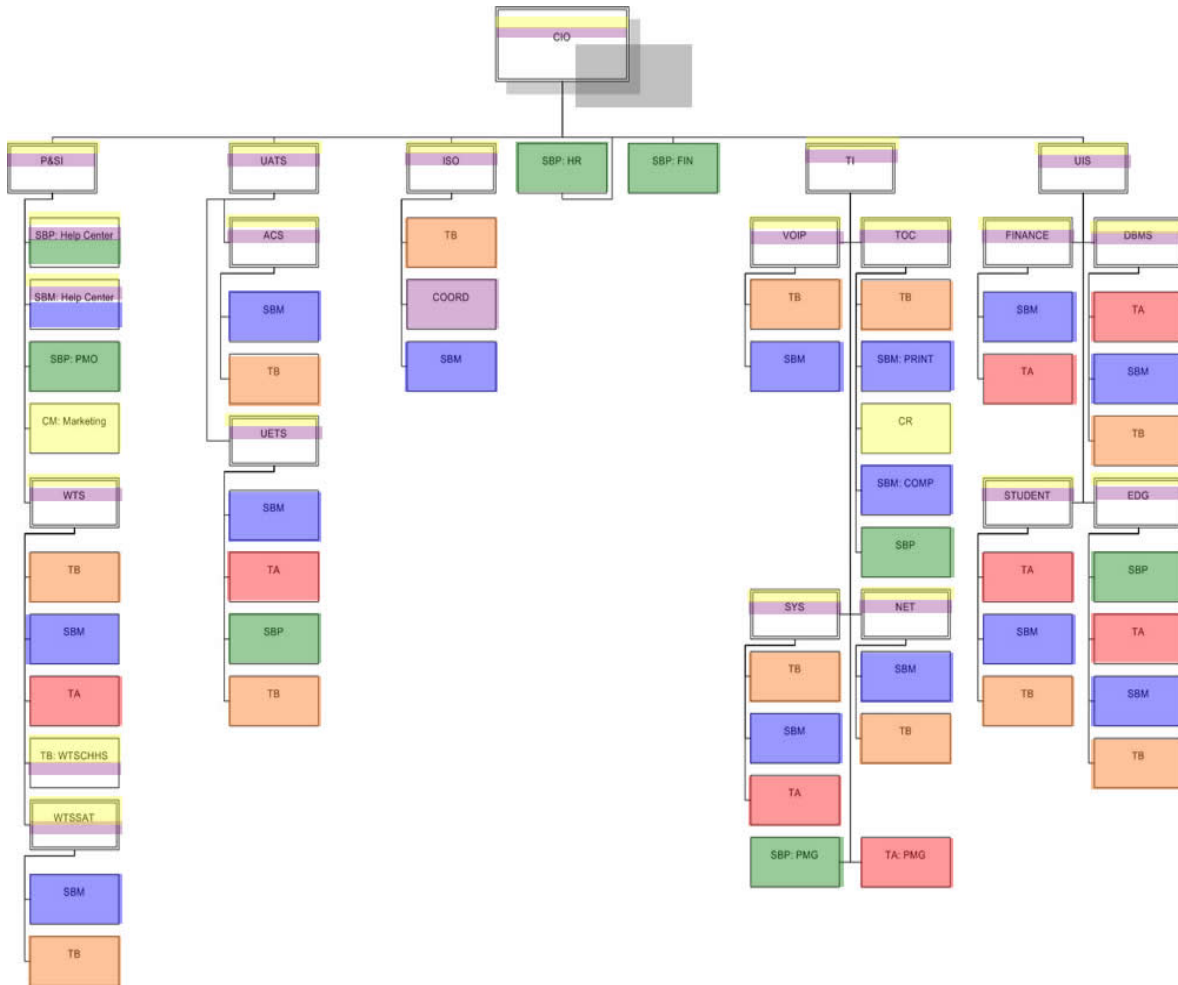 CIO
P&SI
UATS
ISO
SBP: HR
SBP: FIN
TI
UIS
SBP: Help Center
SBM: Help Center
SBP: PMO
CM: Marketing
WTS
TB
SBM
TA
TB: WTSCHHS
WTSSAT
SBM
TB
ACS
SBM
TB
UETS
SBM
TA
SBP
TB
TB
COORD
SBM
VOIP
TB
SBM
TOC
TB
SBM: PRINT
CR
SBM: COMP
SBP
SYS
TB
SBM
TA
NET
SBM
TB
SBP: PMG
TA: PMG
FINANCE
SBM
TA
DBMS
TA
SBM
TB
STUDENT
TA
SBM
TB
EDG
SBP
TA
SBM
TB